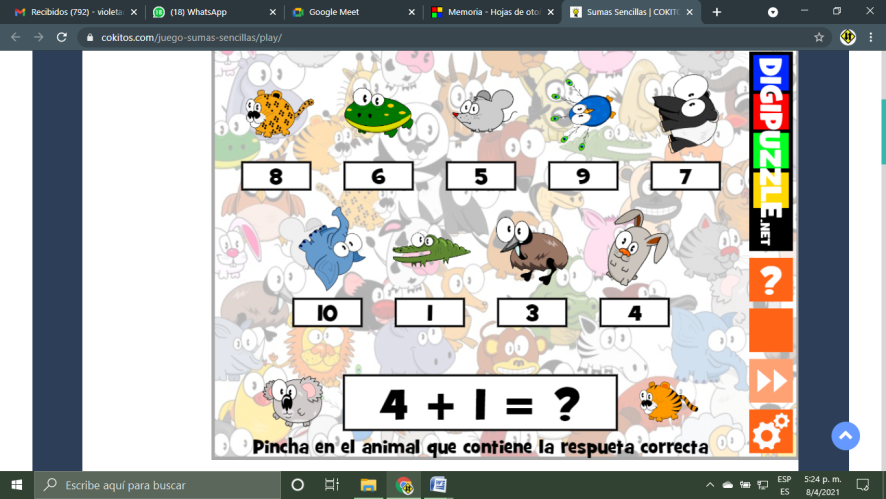 Recibidos (792) - violeta
(18) WhatsApp
Google Meet
Memoria - Hojas de oto
Sumas Sencillas | COKIT
cokitos.com/juego-sumas-sencillas/play/
DIGIPUZZLE.NET
8 6 5 9 7
10 1 3 4
?
4 + 1 = ?
Pincha en el animal que contiene la respueta correcta
Escribe aquí para buscar
ESP
ES
5:24 p. m.
8/4/2021